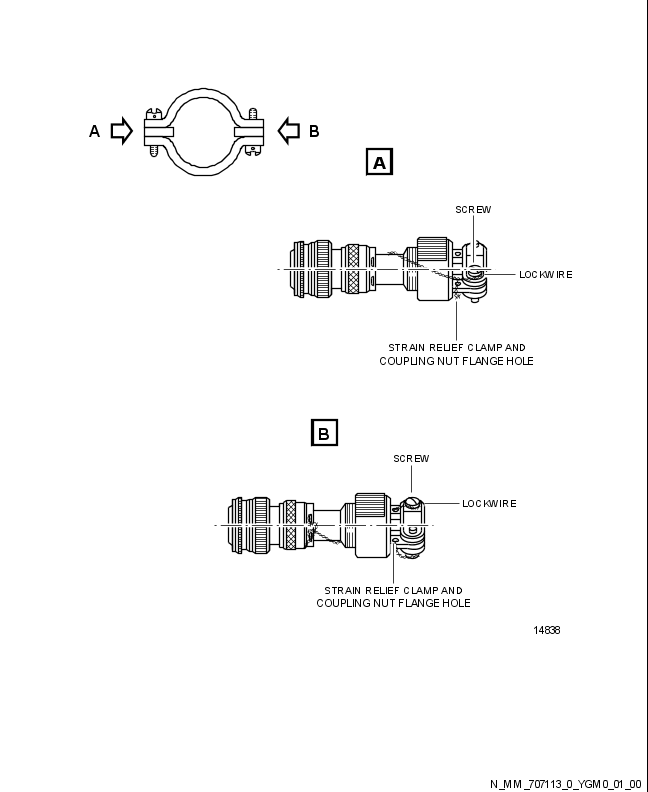 A B
A
SCREW
LOCKWIRE
STRAIN RELIEF CLAMP AND
COUPLING NUT FLANGE HOLE
B
SCREW
LOCKWIRE
STRAIN RELIEF CLAMP AND
COUPLING NUT FLANGE HOLE
14838
N_MM_707113_0_YGM0_01_00